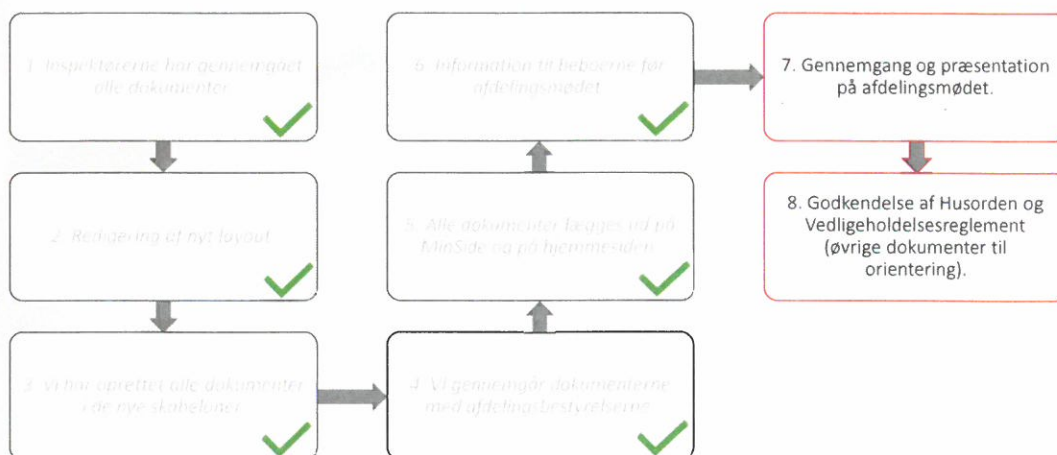 1. Inspektørerne har gennemgået
alle dokumenter
2. Redigering af nyt layout
3. Vi har oprettet alle dokumenter
i de nye skabeloner
4. Vi gennemgår dokumenterne
med afdelingsbestyrelserne
5. Alle dokumenter lægges ud på
MinSide og på hjemmesiden
6. Information til beboerne før
afdelingsmødet
7. Gennemgang og præsentation
på afdelingsmødet.
8. Godkendelse af Husorden og
Vedligeholdelsesreglement
(øvrige dokumenter til
orientering).